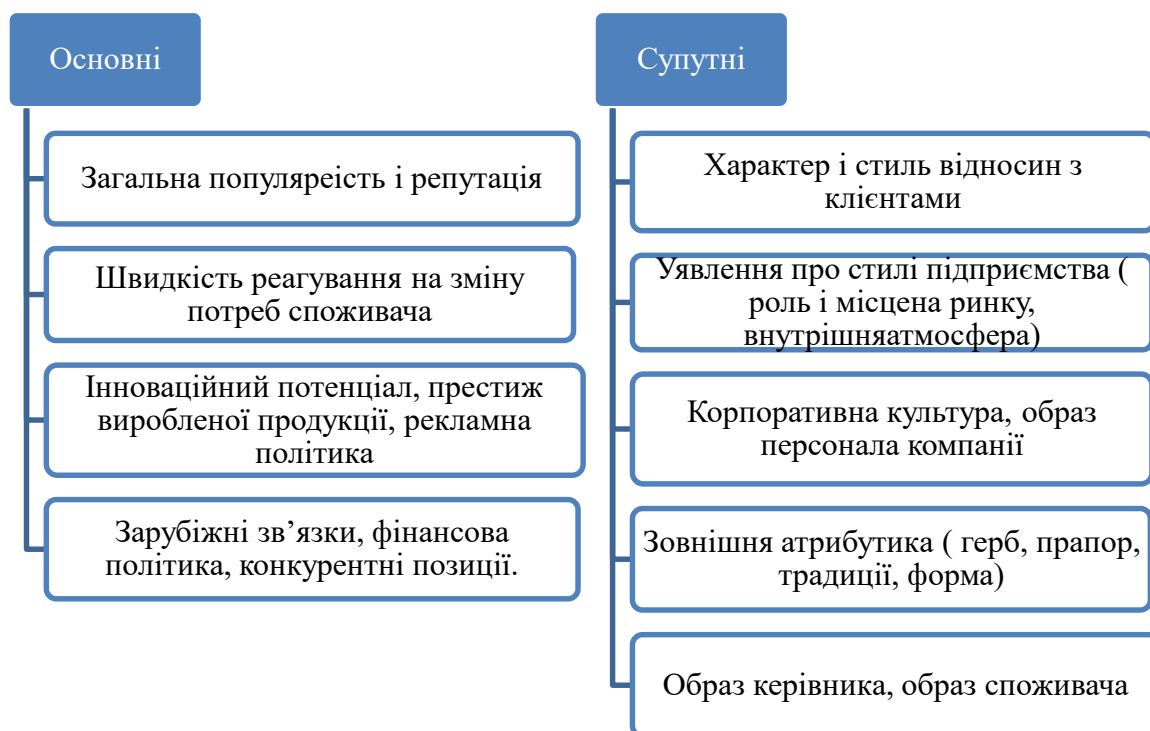 Основні
Загальна популяреість і репутація
Швидкість реагування на зміну
потреб споживача
Інноваційний потенціал, престиж
виробленої продукції, рекламна
політика
Зарубіжні зв’язки, фінансова
політика, конкурентні позиції.
Супутні
Характер і стиль відносин з
клієнтами
Уявлення про стилі підприємства (
роль і місцена ринку,
внутрішняатмосфера)
Корпоративна культура, образ
персонала компанії
Зовнішня атрибутика ( герб, прапор,
традиції, форма)
Образ керівника, образ споживача